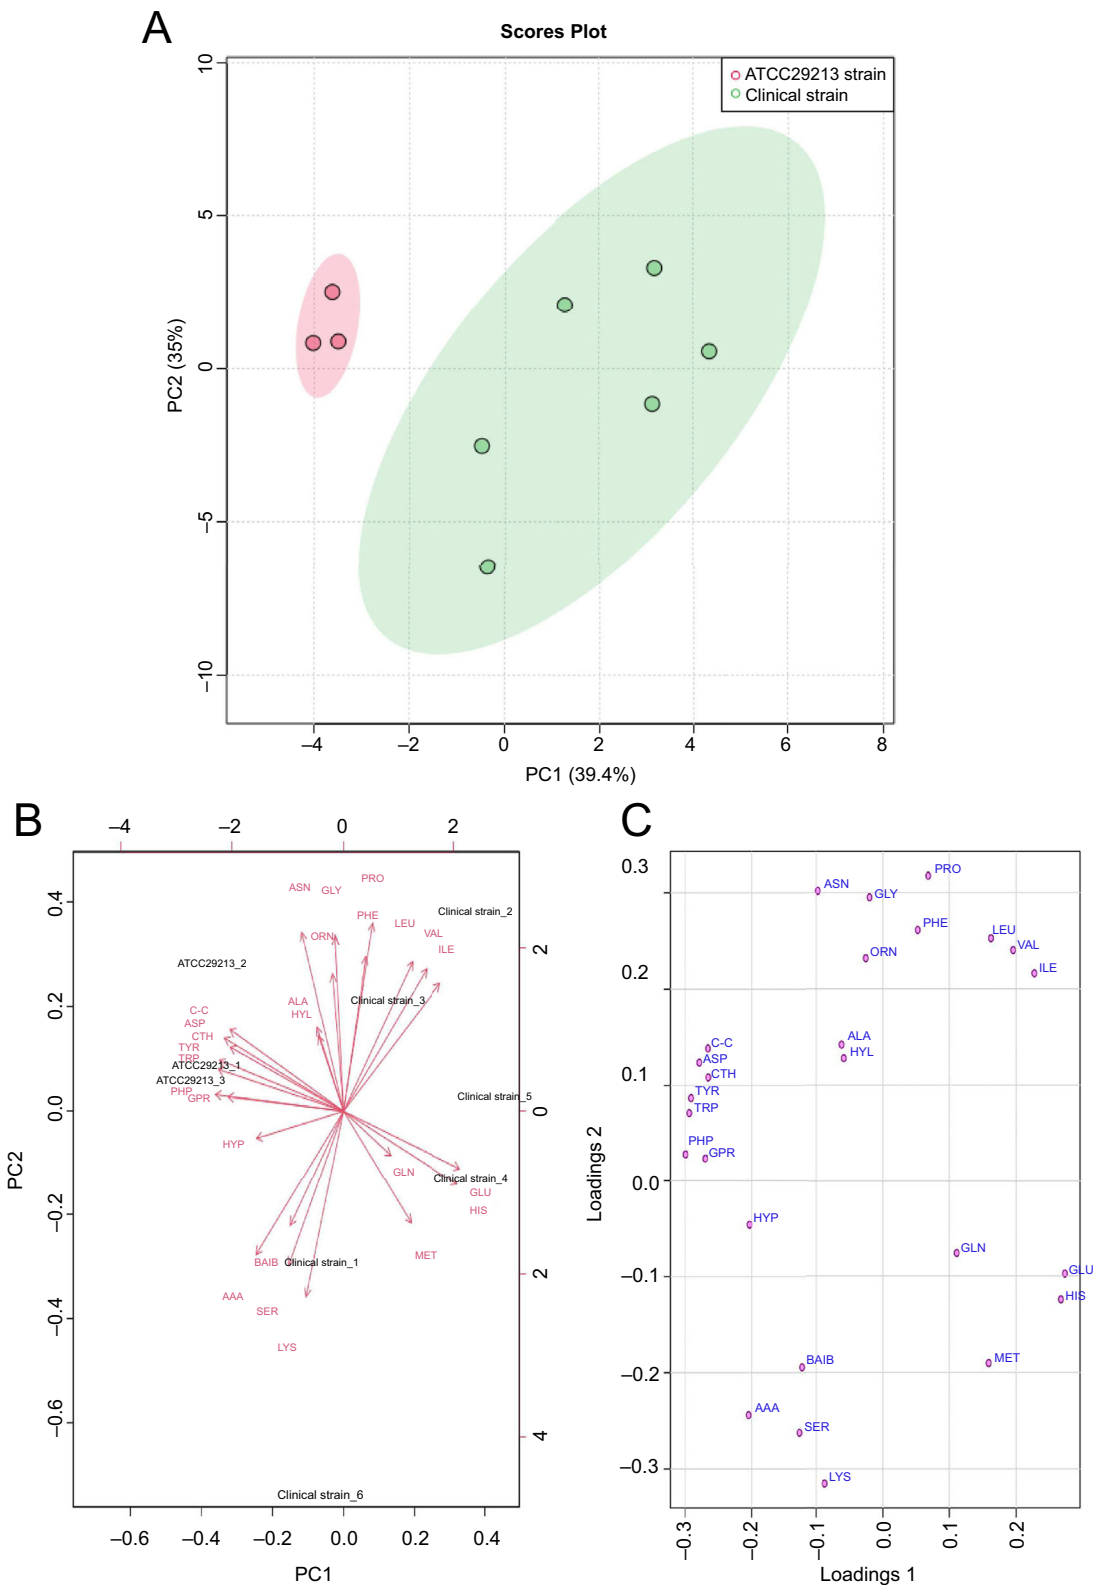 A
Scores Plot
ATCC29213 strain
Clinical strain
10
5
0
–5
–10
PC2 (35%)
–4 –2 0 2 4 6 8
PC1 (39.4%)
B
–4 –2 0 2
0.4
0.2
0.0
–0.2
–0.4
–0.6
PC2
ASN GLY PRO
PHE LEU
Clinical strain_2
ORN VAL
ILE
ATCC29213_2
ALA Clinical strain_3
HYL
C-C
ASP
CTH
TYR
TRP
ATCC29213_1
ATCC29213_3
PHP
GPR
Clinical strain_5
HYP
GLN
Clinical strain_4
GLU
HIS
MET
BAIB Clinical strain_1
AAA
SER
LYS
Clinical strain_6
2
0
2
4
–0.6 –0.4 –0.2 0.0 0.2 0.4
PC1
C
0.3
0.2
0.1
0.0
–0.1
–0.2
–0.3
Loadings 2
PRO
ASN
GLY
PHE
LEU
VAL
ORN
ILE
ALA
HYL
C-C
ASP
CTH
TYR
TRP
PHP
GPR
HYP
GLN
GLU
HIS
MET
BAIB
AAA
SER
LYS
–0.3 –0.2 –0.1 0.0 0.1 0.2
Loadings 1